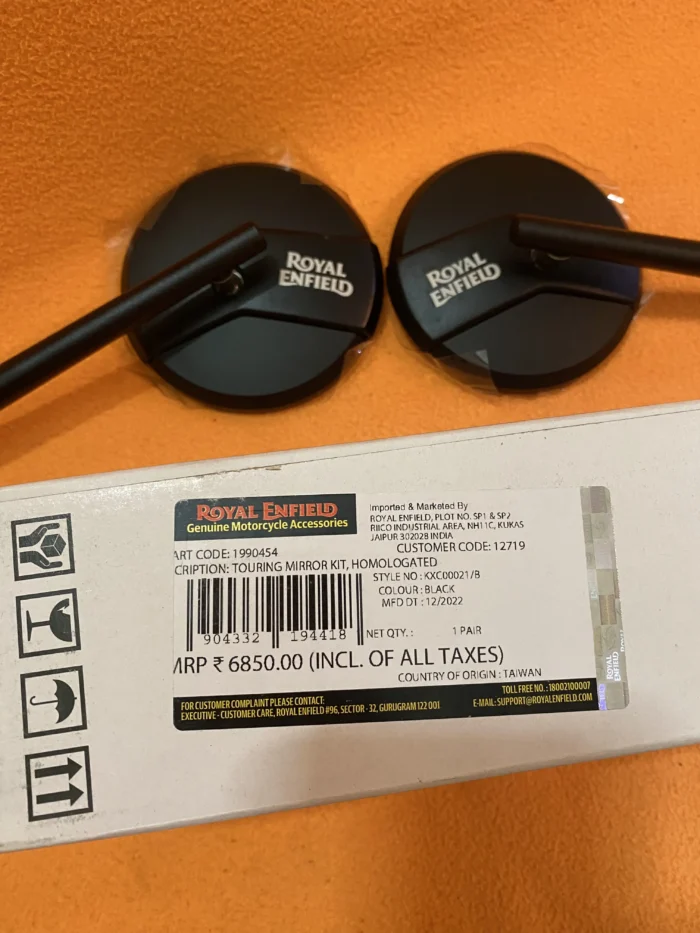 ROYAL
ENFIELD
ROYAL
ENFIELD
ROYAL ENFIELD
Genuine Motorcycle Accessories
Imported & Marketed By
ROYAL ENFIELD, PLOT NO. SP1 & SP2
RIICO INDUSTRIAL AREA, NH11C, KUKAS
JAIPUR 302028 INDIA
ART CODE: 1990454
CUSTOMER CODE: 12719
CRIPTION: TOURING MIRROR KIT, HOMOLOGATED
STYLE NO : KXC00021/B
COLOUR : BLACK
MFD DT : 12/2022
904332 194418
NET QTY. : 1 PAIR
MRP ₹ 6850.00 (INCL. OF ALL TAXES)
COUNTRY OF ORIGIN : TAIWAN
FOR CUSTOMER COMPLAINT PLEASE CONTACT:
EXECUTIVE - CUSTOMER CARE, ROYAL ENFIELD #96, SECTOR - 32, GURUGRAM 122 001
TOLL FREE NO. : 18002100007
E-MAIL: SUPPORT@ROYALENFIELD.COM
ROYAL
ENFIELD